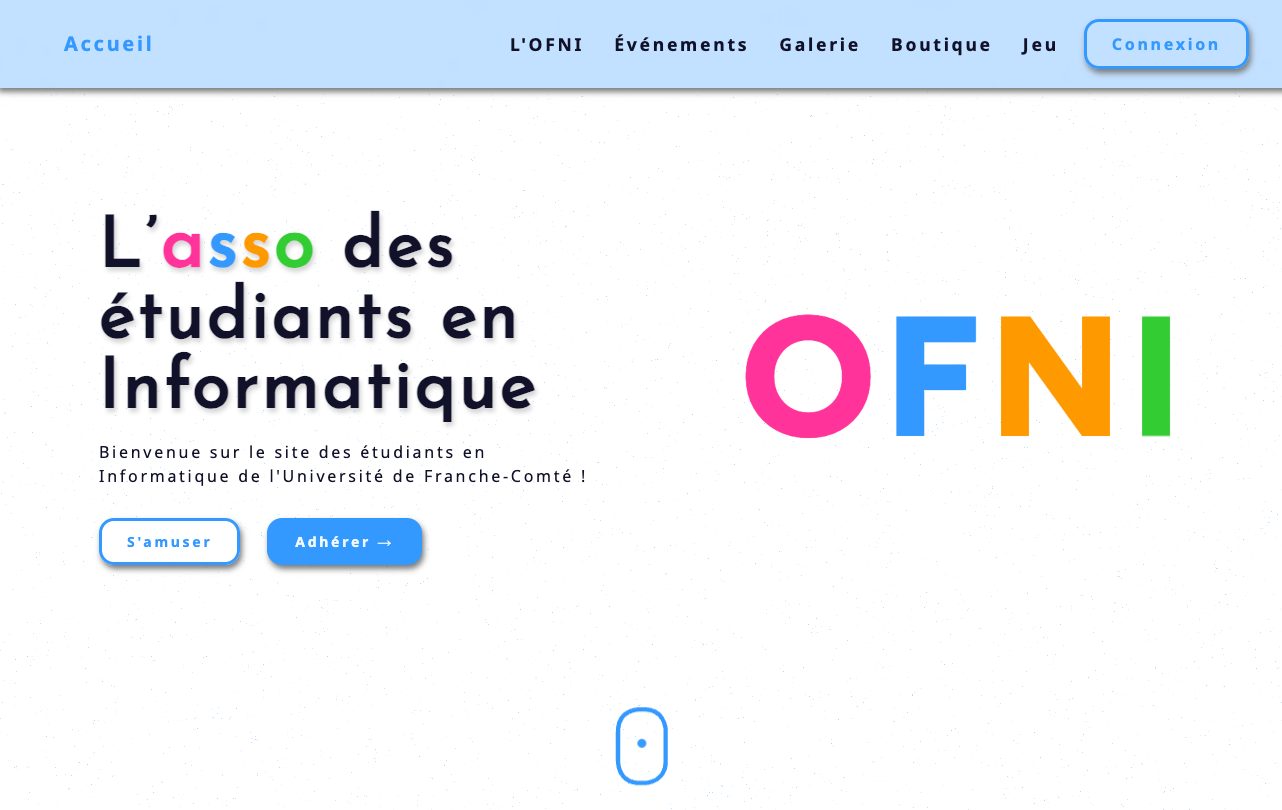 Accueil
L'OFNI
Événements
Galerie
Boutique
Jeu
Connexion
L’asso des
étudiants en
Informatique
Bienvenue sur le site des étudiants en
Informatique de l'Université de Franche-Comté !
S'amuser
Adhérer →
OFNI